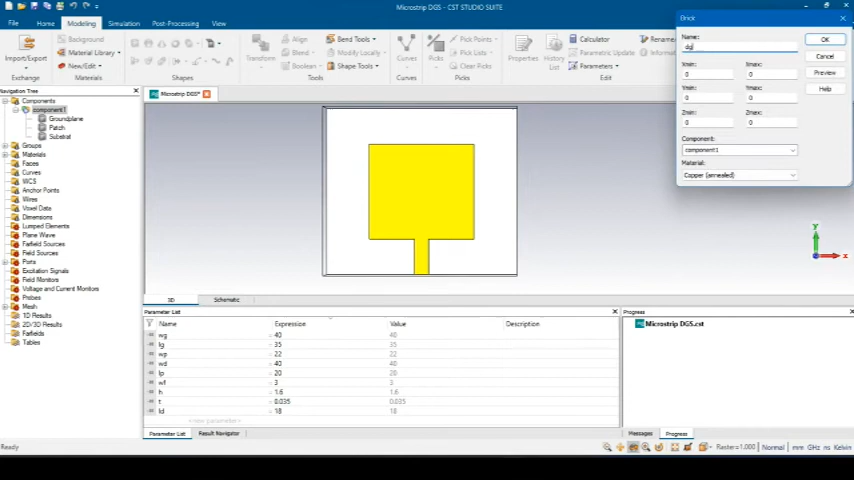 Microstrip DGS - CST STUDIO SUITE
File Home Modeling Simulation Post-Processing View
Import/Export
Exchange
Background
Material Library
New/Edit
Materials
Shapes
Transform
Align
Blend
Boolean
Bend Tools
Modify Locally
Shape Tools
Tools
Curves
Curves
Picks
Pick Points
Pick Lists
Clear Picks
Picks
Properties
History List
Calculator
Parametric Update
Parameters
Edit
Rename
Informat
Brick
Name:
dg
Xmin: Xmax:
0 0
Ymin: Ymax:
0 0
Zmin: Zmax:
0 0
Component:
component1
Material:
Copper (annealed)
OK
Cancel
Preview
Help
Navigation Tree
Components
component1
Groundplane
Patch
Substrat
Groups
Materials
Faces
Curves
WCS
Anchor Points
Wires
Voxel Data
Dimensions
Lumped Elements
Plane Wave
Farfield Sources
Field Sources
Ports
Excitation Signals
Field Monitors
Voltage and Current Monitors
Probes
Mesh
1D Results
2D/3D Results
Farfields
Tables
Microstrip DGS*
y
x
3D Schematic
Parameter List
Name Expression Value Description
wg = 40 40
lg = 35 35
wp = 22 22
wd = 40 40
lp = 20 20
wf = 3 3
h = 1.6 1.6
t = 0.035 0.035
ld = 18 18
<new parameter>
Parameter List Result Navigator
Progress
Microstrip DGS.cst
Messages Progress
Ready
Raster=1.000 Normal mm GHz ns Kelvin